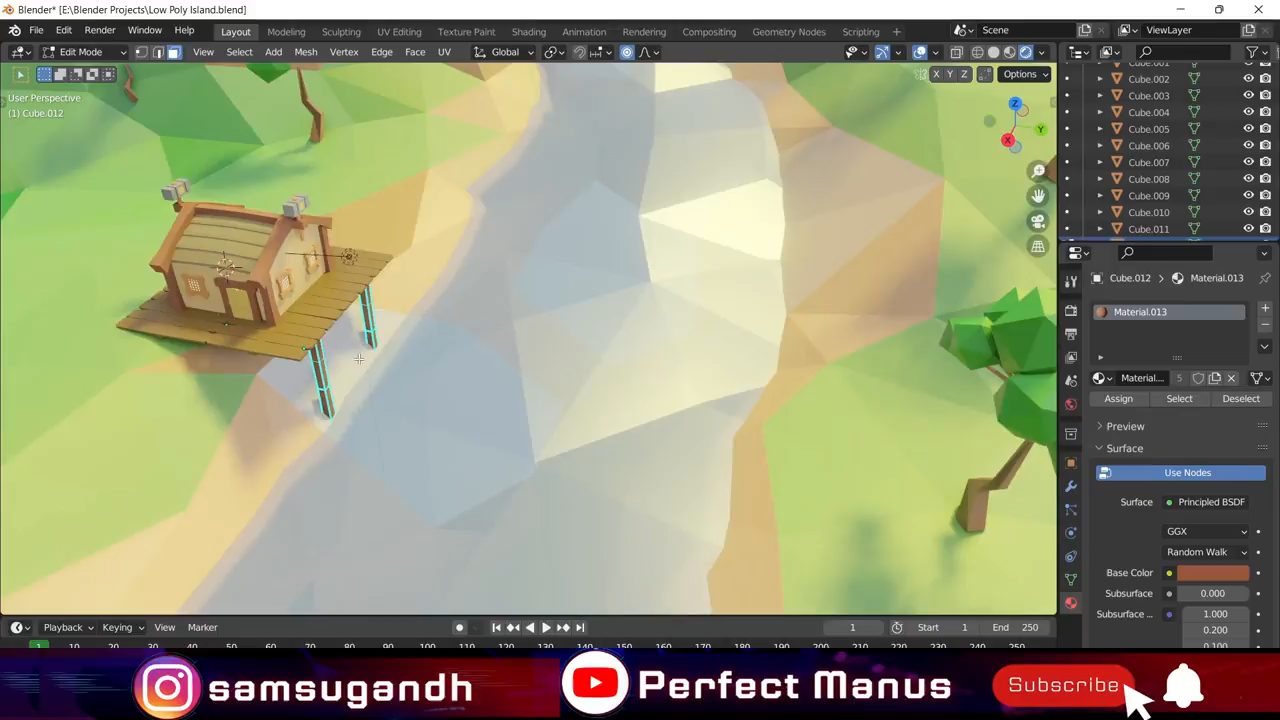 Blender* [E:\Blender Projects\Low Poly Island.blend]
File Edit Render Window Help Layout Modeling Sculpting UV Editing Texture Paint Shading Animation Rendering Compositing Geometry Nodes Scripting + Scene ViewLayer
Edit Mode View Select Add Mesh Vertex Edge Face UV Global
X Y Z Options
User Perspective
(1) Cube.012
Z
Y
X
Cube.002
Cube.003
Cube.004
Cube.005
Cube.006
Cube.007
Cube.008
Cube.009
Cube.010
Cube.011
Cube.012 > Material.013
Material.013
Material.... 5
Assign Select Deselect
Preview
Surface
Use Nodes
Surface Principled BSDF
GGX
Random Walk
Base Color
Subsurface 0.000
Subsurface 1.000
0.200
Playback Keying View Marker 1 Start 1 End 250
samsugandh Perfect Manus Subscribe